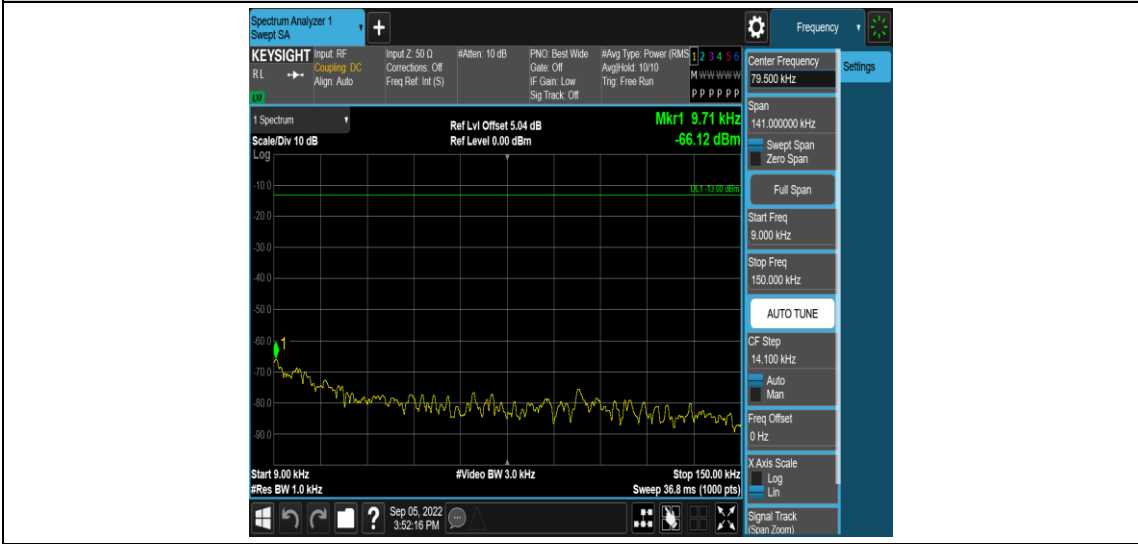 Spectrum Analyzer 1
Swept SA
Frequency
KEYSIGHT
Input: RF
Input Z: 50 Ω
#Atten: 10 dB
PNO: Best Wide
#Avg Type: Power (RMS
1 2 3 4 5 6
RL
Coupling: DC
Corrections: Off
Gate: Off
Avg|Hold: 10/10
M W W W W W
Align: Auto
Freq Ref: Int (S)
IF Gain: Low
Trig: Free Run
Sig Track: Off
P P P P P P
1 Spectrum
Scale/Div 10 dB
Ref Lvl Offset 5.04 dB
Ref Level 0.00 dBm
Mkr1 9.71 kHz
-66.12 dBm
Log
-10.0
DL1 -13.00 dBm
-20.0
-30.0
-40.0
-50.0
-60.0
1
-70.0
-80.0
-90.0
Start 9.00 kHz
#Video BW 3.0 kHz
Stop 150.00 kHz
#Res BW 1.0 kHz
Sweep 36.8 ms (1000 pts)
?
Sep 05, 2022
3:52:16 PM
Center Frequency
79.500 kHz
Settings
Span
141.000000 kHz
Swept Span
Zero Span
Full Span
Start Freq
9.000 kHz
Stop Freq
150.000 kHz
AUTO TUNE
CF Step
14.100 kHz
Auto
Man
Freq Offset
0 Hz
X Axis Scale
Log
Lin
Signal Track
(Span Zoom)